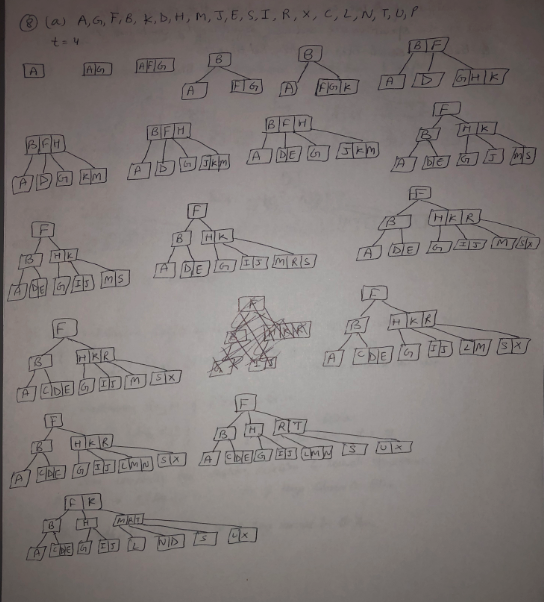 8 (a) A, G, F, B, K, D, H, M, J, E, S, I, R, X, C, L, N, T, U, P
t = 4
A A G A F G B B B F
A F G A F G K A D G H K
B F H B F H B F H F
B H K
A D G K M A D G J K M A D E G J K M A D E G J M S
F F F
B H K B H K B H K R
A D E G I J M S A D E G I J M R S A D E G I J M S X
F F
B H K R B H K R
A C D E G I J M S X A C D E G I J L M S X
F F
B H K R B H R T
A C D E G I J L M N S X A C D E G I J L M N S U X
F K
B H M R T
A C D E G I J L N D S U X